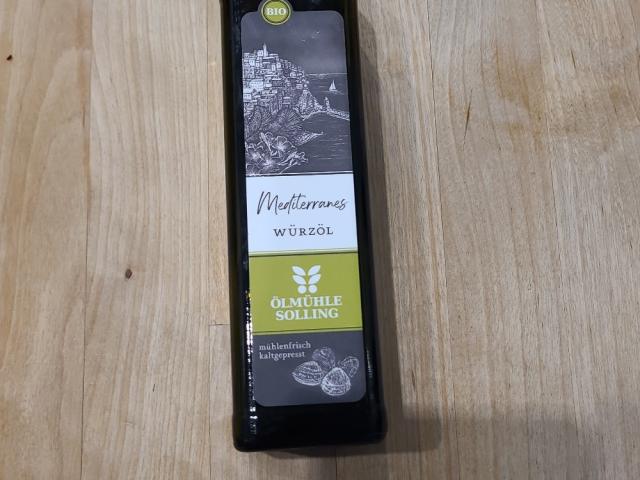 BIO
Mediterranes
WÜRZÖL
ÖLMÜHLE
SOLLING
mühlenfrisch
kaltgepresst